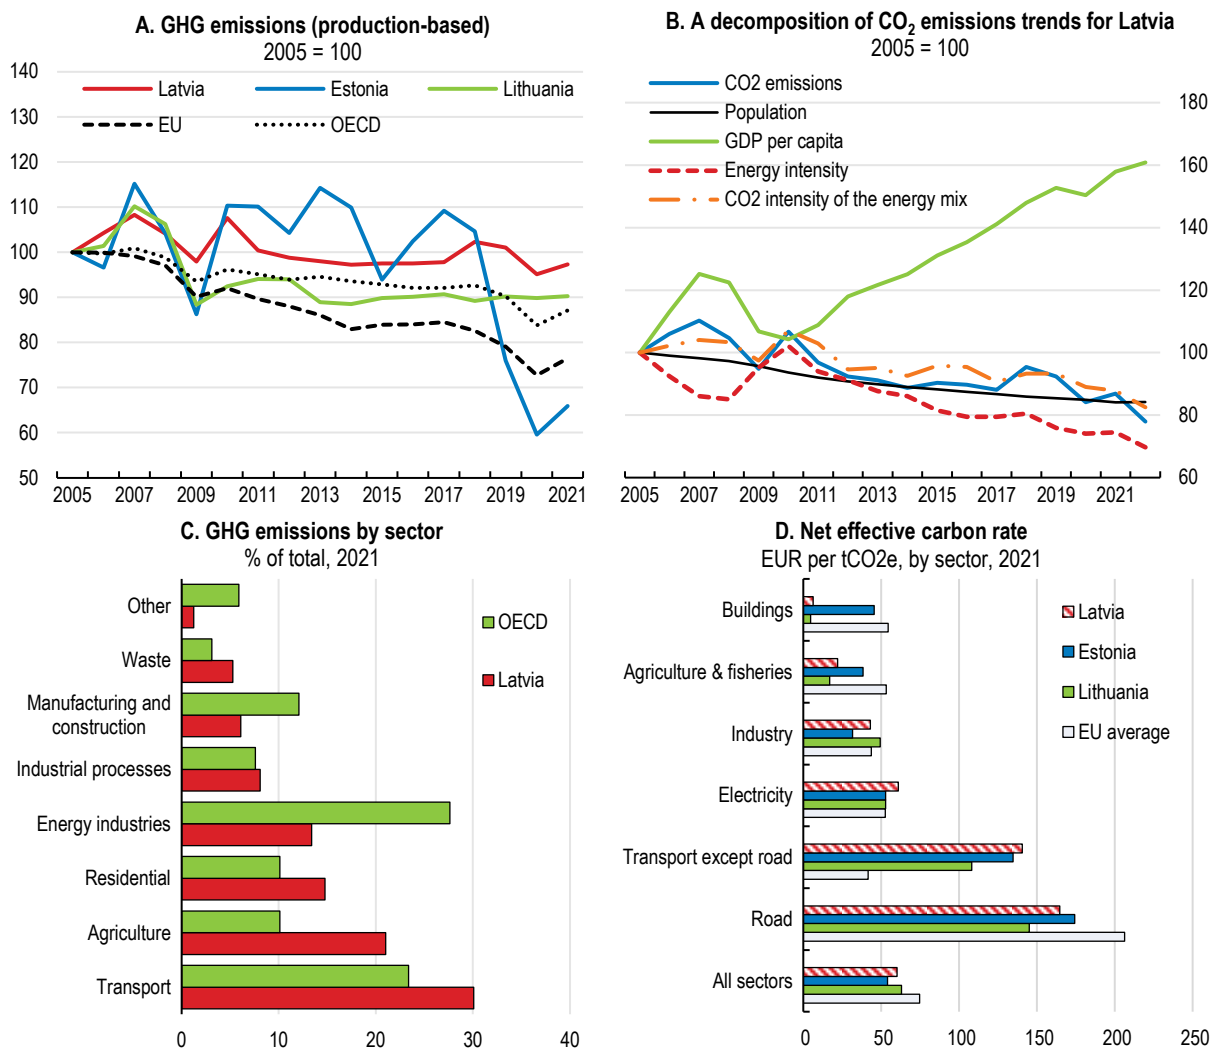 A. GHG emissions (production-based)
2005 = 100
140
130
120
110
100
90
80
70
60
50
Latvia
Estonia
Lithuania
EU
OECD
2005 2007 2009 2011 2013 2015 2017 2019 2021
B. A decomposition of CO2 emissions trends for Latvia
2005 = 100
CO2 emissions
Population
GDP per capita
Energy intensity
CO2 intensity of the energy mix
180
160
140
120
100
80
60
2005 2007 2009 2011 2013 2015 2017 2019 2021
C. GHG emissions by sector
% of total, 2021
Other
Waste
Manufacturing and
construction
Industrial processes
Energy industries
Residential
Agriculture
Transport
OECD
Latvia
0 10 20 30 40
D. Net effective carbon rate
EUR per tCO2e, by sector, 2021
Buildings
Agriculture & fisheries
Industry
Electricity
Transport except road
Road
All sectors
Latvia
Estonia
Lithuania
EU average
0 50 100 150 200 250